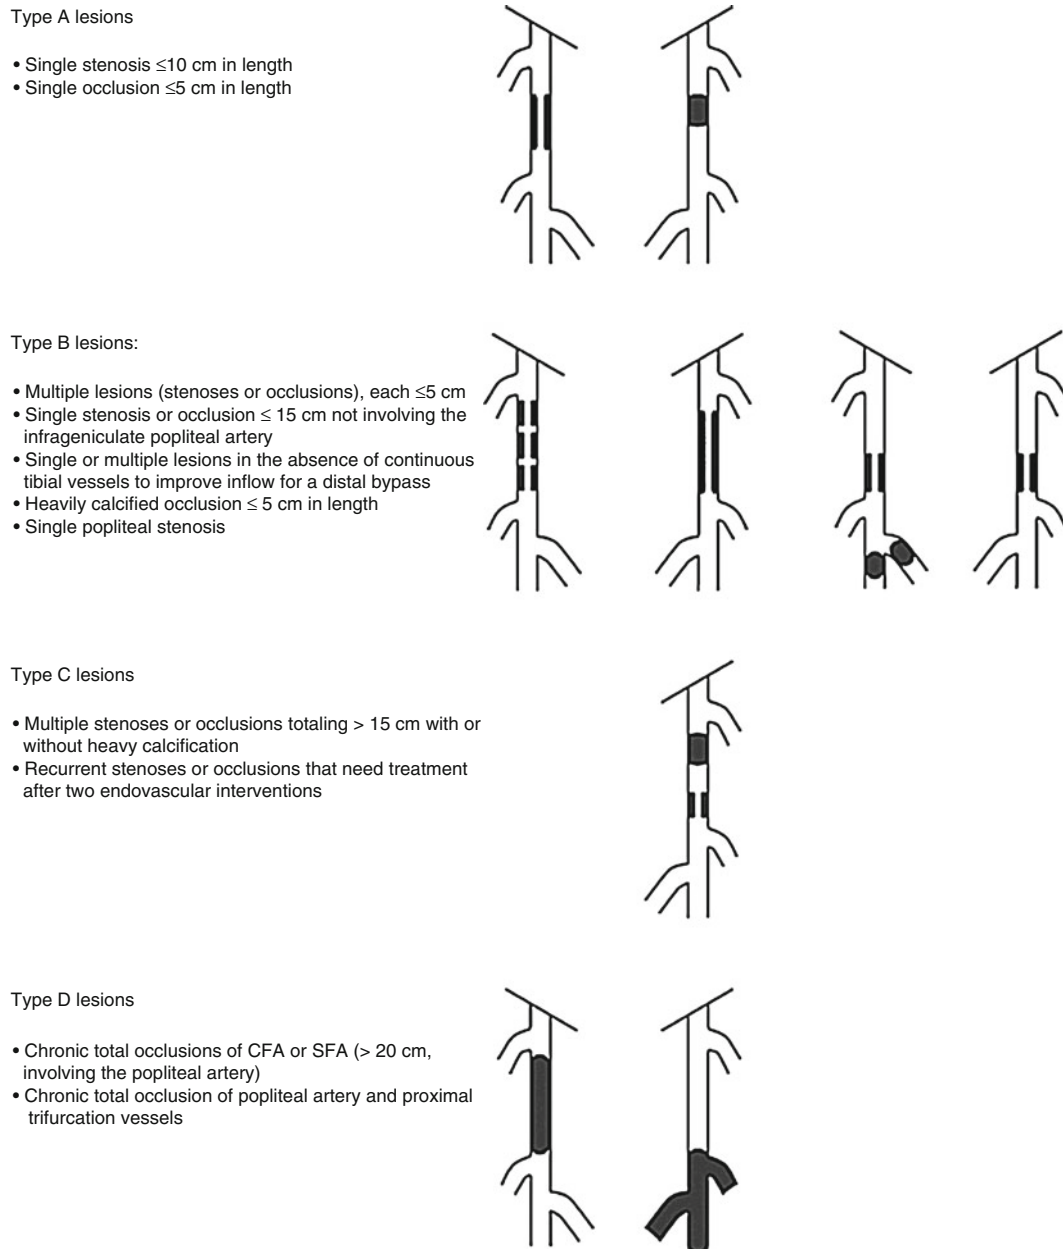 Type A lesions
• Single stenosis ≤10 cm in length
• Single occlusion ≤5 cm in length
Type B lesions:
• Multiple lesions (stenoses or occlusions), each ≤5 cm
• Single stenosis or occlusion ≤ 15 cm not involving the
infrageniculate popliteal artery
• Single or multiple lesions in the absence of continuous
tibial vessels to improve inflow for a distal bypass
• Heavily calcified occlusion ≤ 5 cm in length
• Single popliteal stenosis
Type C lesions
• Multiple stenoses or occlusions totaling > 15 cm with or
without heavy calcification
• Recurrent stenoses or occlusions that need treatment
after two endovascular interventions
Type D lesions
• Chronic total occlusions of CFA or SFA (> 20 cm,
involving the popliteal artery)
• Chronic total occlusion of popliteal artery and proximal
trifurcation vessels